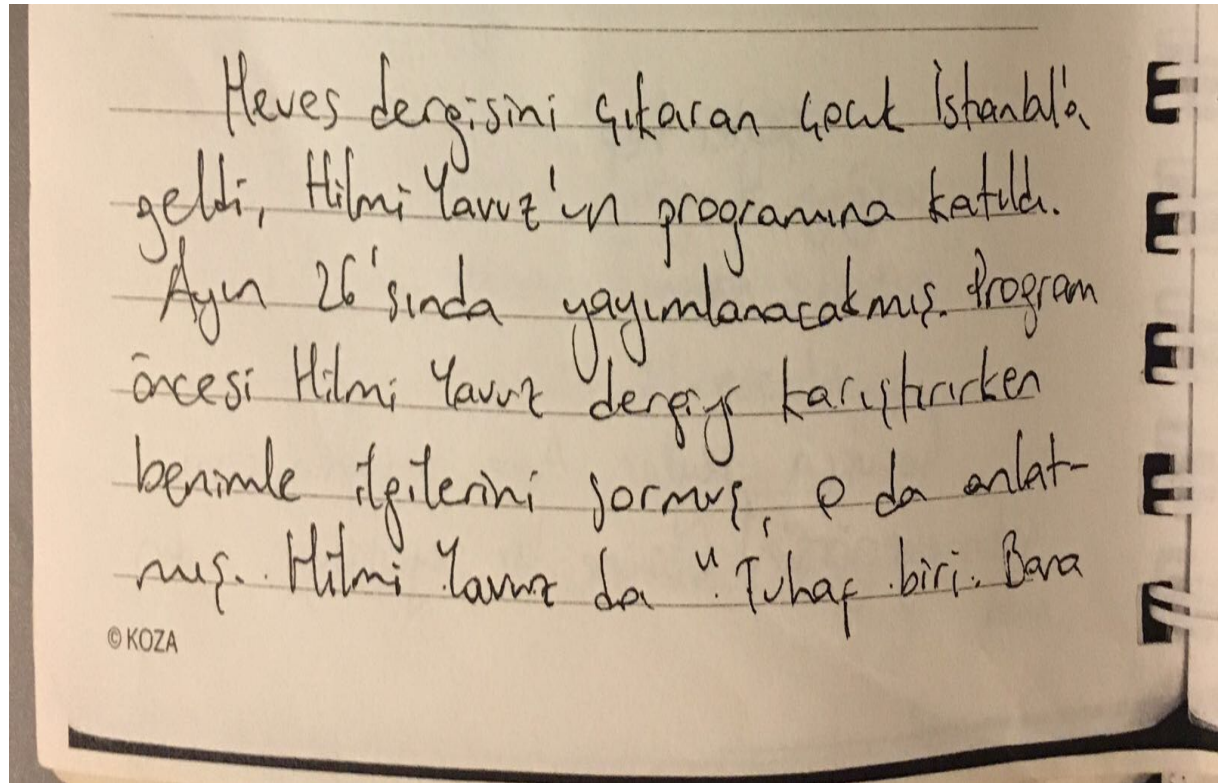 Heves dergisini çıkaran çocuk İstanbul'a
geldi, Hilmi Yavuz'un programına katıldı.
Ayın 26'sında yayımlanacakmış. Program
öncesi Hilmi Yavuz dergiyi karıştırırken
benimle ilgilerini sormuş, o da anlat-
mış. Hilmi Yavuz da "Tuhaf biri. Bana
© KOZA